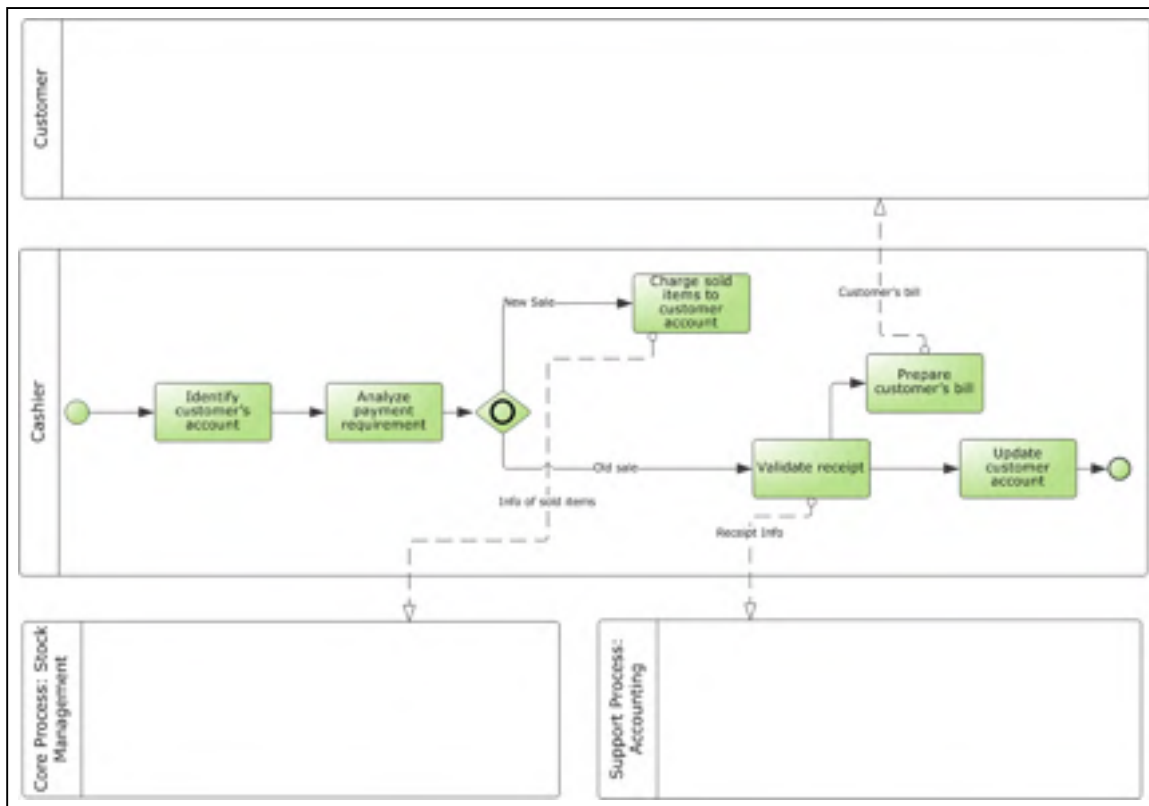 Customer
Cashier
Identify
customer's
account
Analyze
payment
requirement
New Sale
Charge sold
items to
customer
account
Info of sold items
Old sale
Validate receipt
Receipt Info
Customer's bill
Prepare
customer's bill
Update
customer
account
Core Process: Stock
Management
Support Process:
Accounting